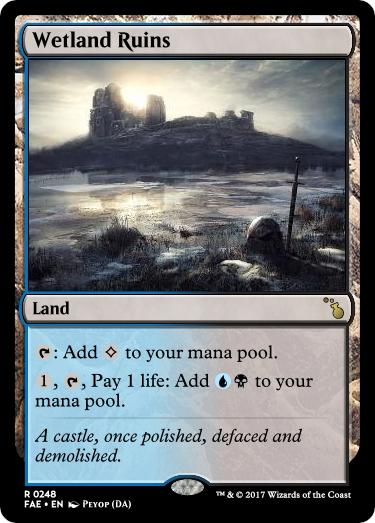 Wetland Ruins
Land
: Add to your mana pool.
1, , Pay 1 life: Add to your
mana pool.
A castle, once polished, defaced and
demolished.
R 0248
FAE • EN PEYOP (DA)
™ & © 2017 Wizards of the Coast